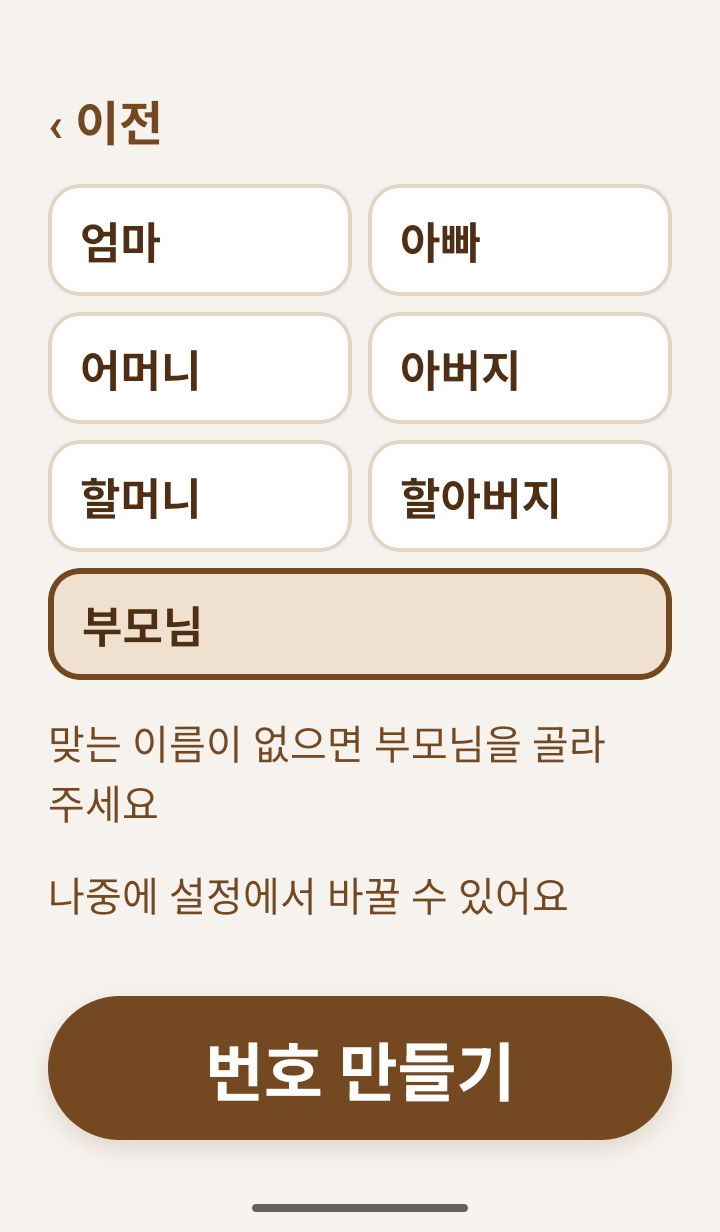 ‹ 이전
엄마 아빠
어머니 아버지
할머니 할아버지
부모님
맞는 이름이 없으면 부모님을 골라
주세요
나중에 설정에서 바꿀 수 있어요
번호 만들기